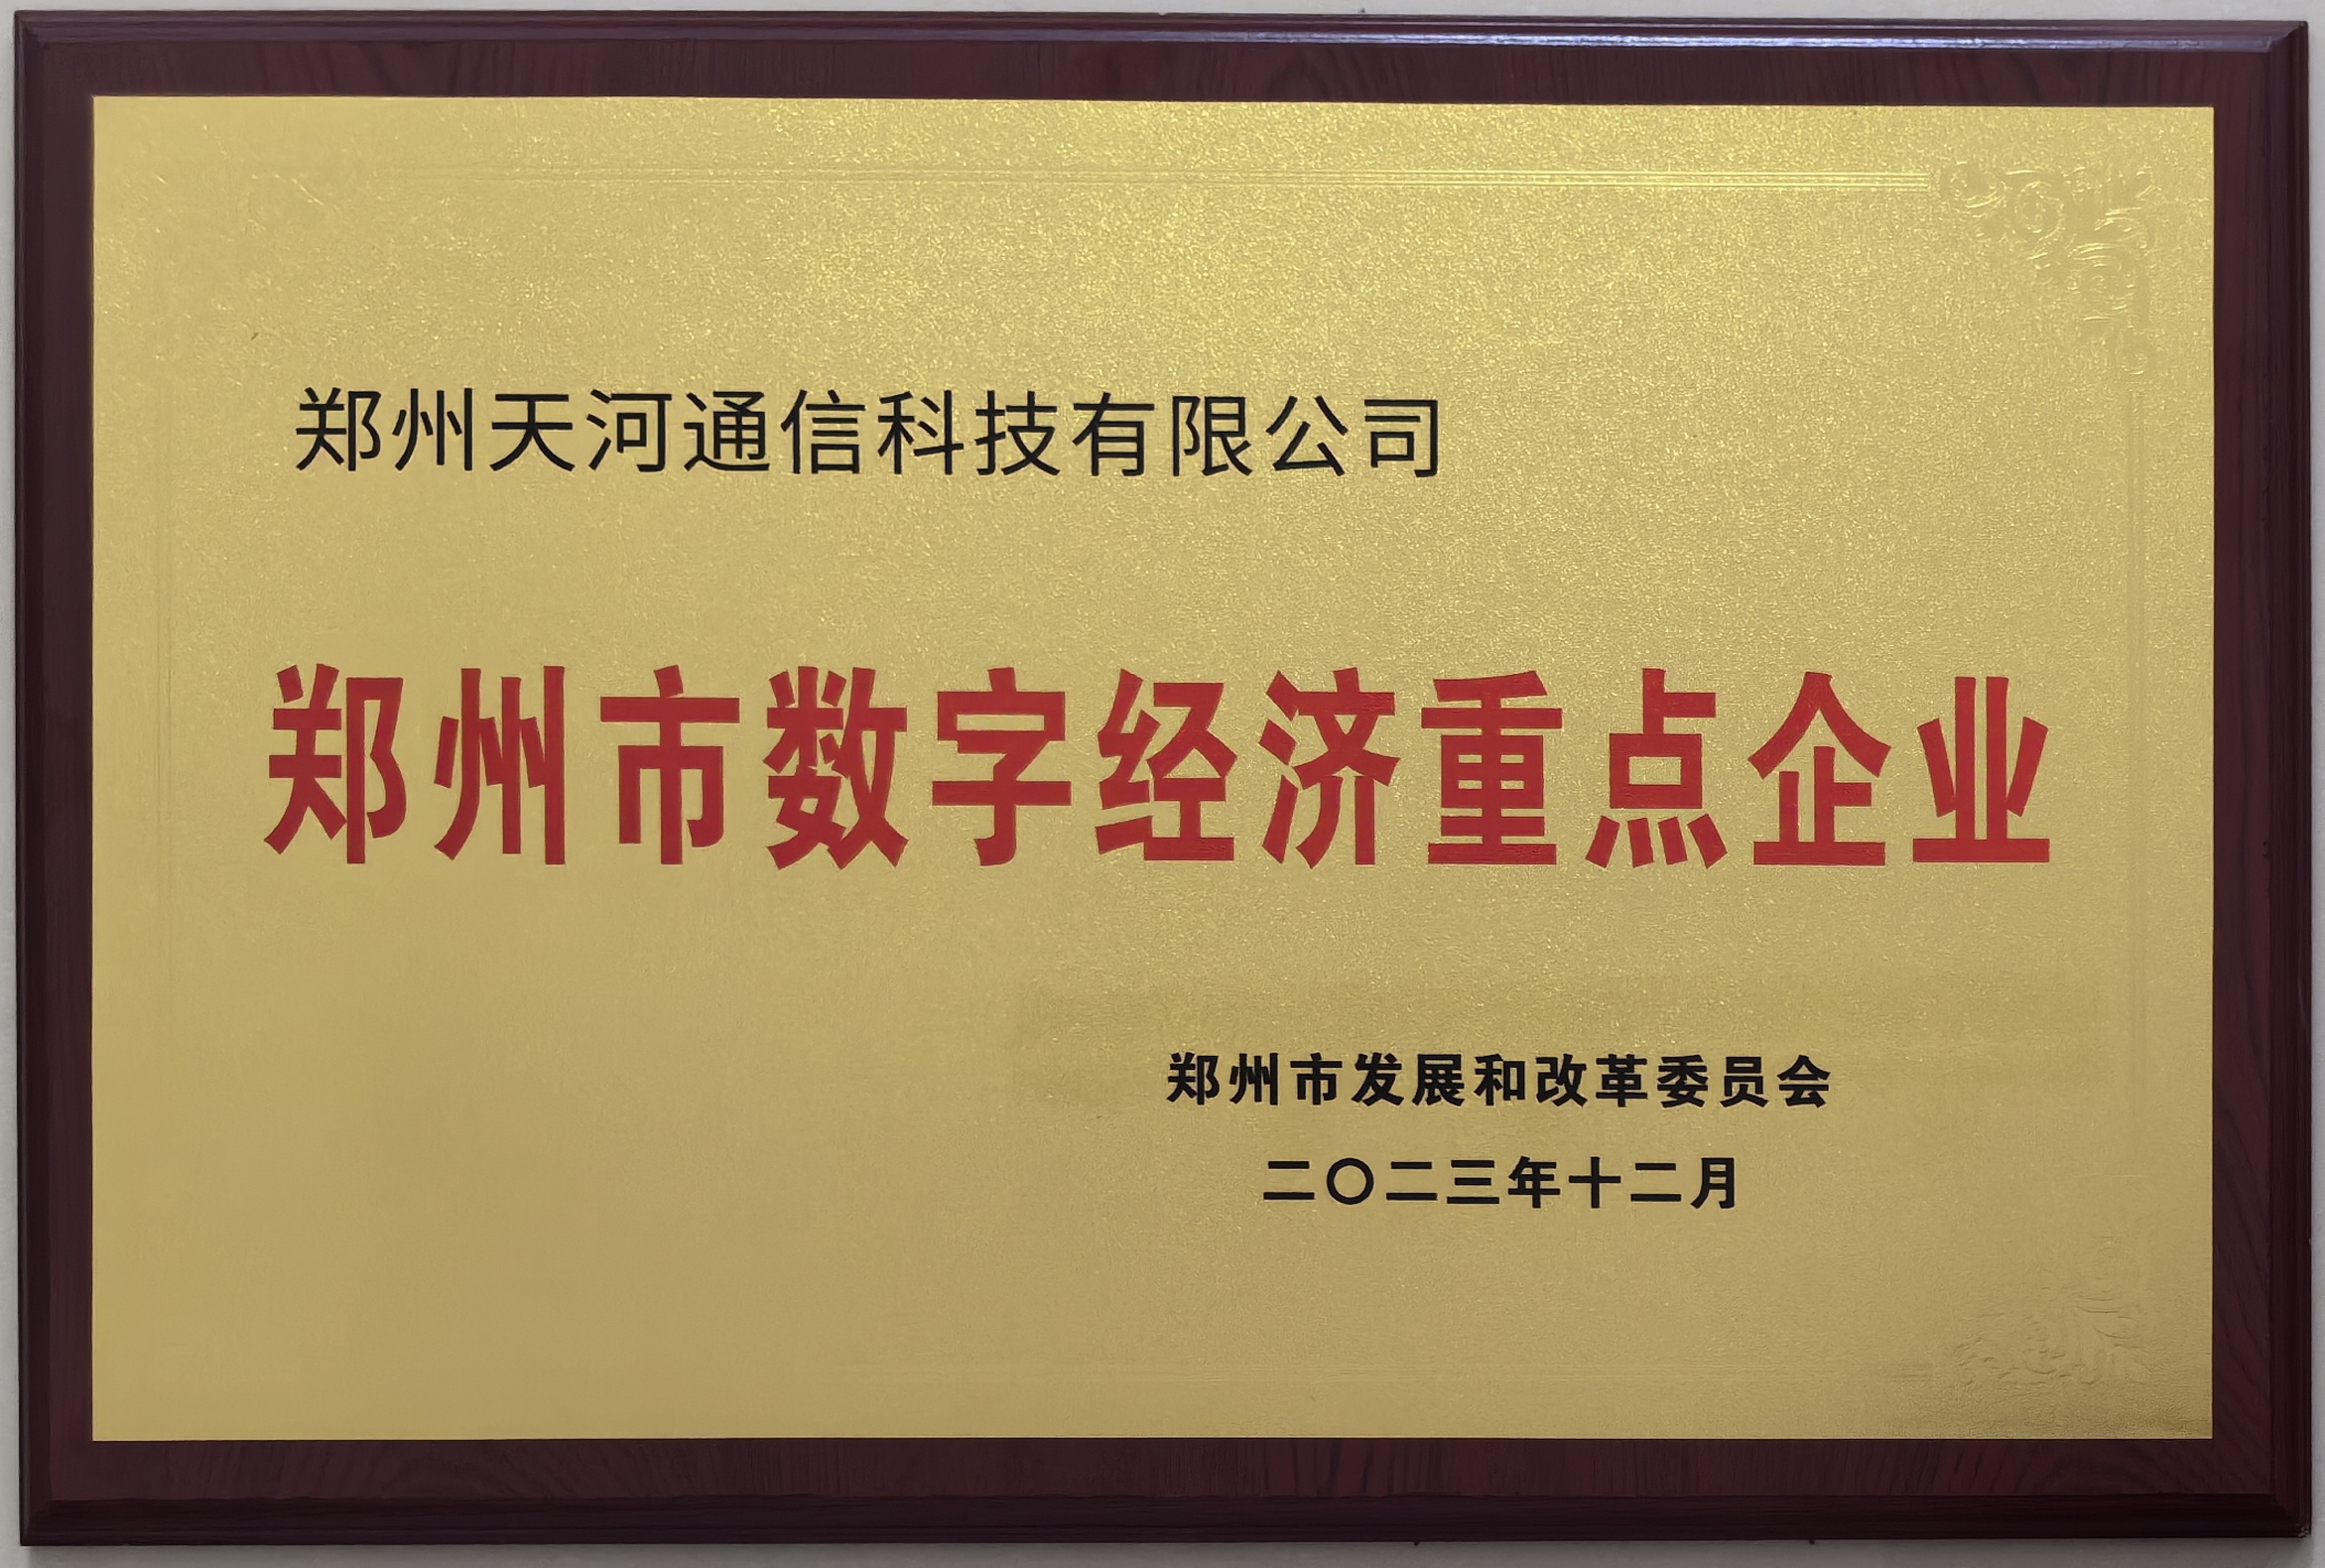 郑州天河通信科技有限公司
郑州市数字经济重点企业
郑州市发展和改革委员会
二〇二三年十二月